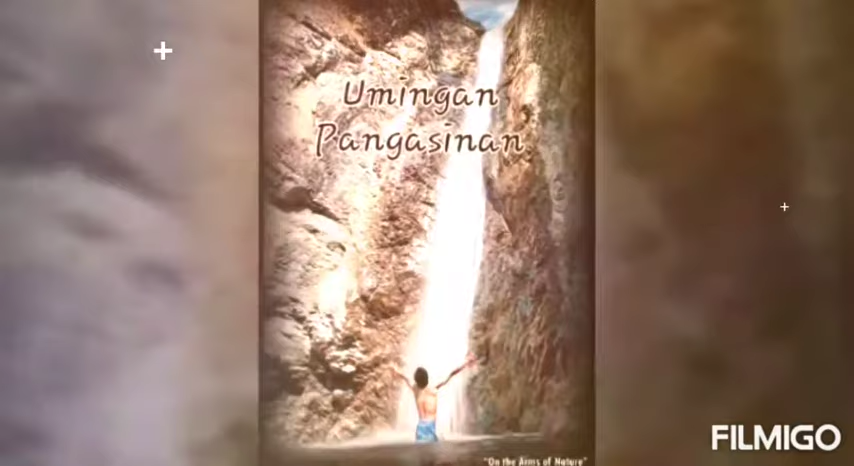 Umingan
Pangasinan
"On the Arms of Nature"
FILMIGO